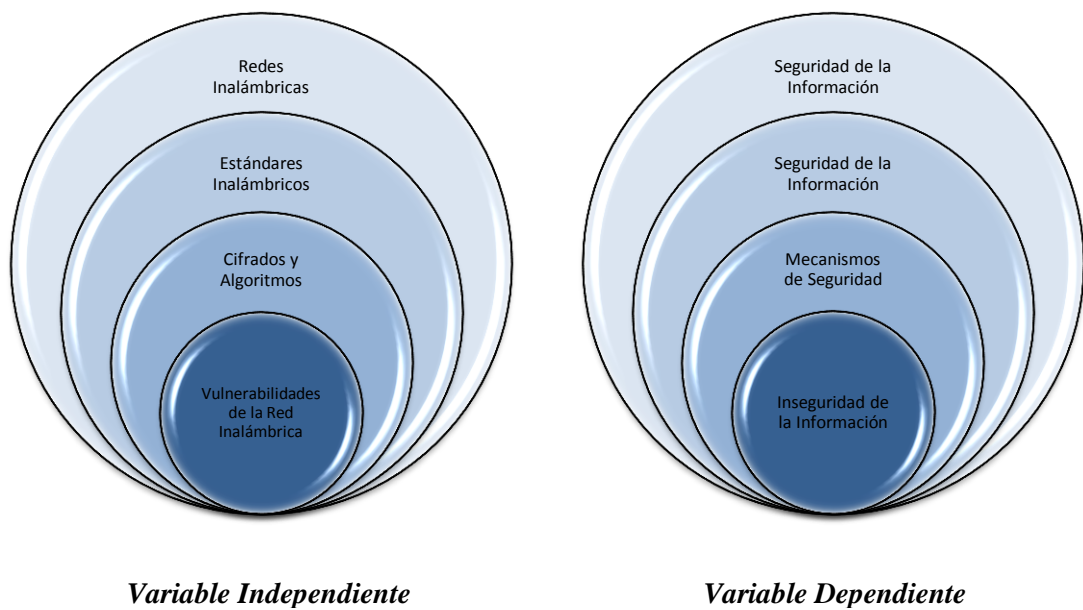 Redes
Inalámbricas
Estándares
Inalámbricos
Cifrados y
Algoritmos
Vulnerabilidades
de la Red
Inalámbrica
Variable Independiente
Seguridad de la
Información
Seguridad de la
Información
Mecanismos
de Seguridad
Inseguridad de
la Información
Variable Dependiente